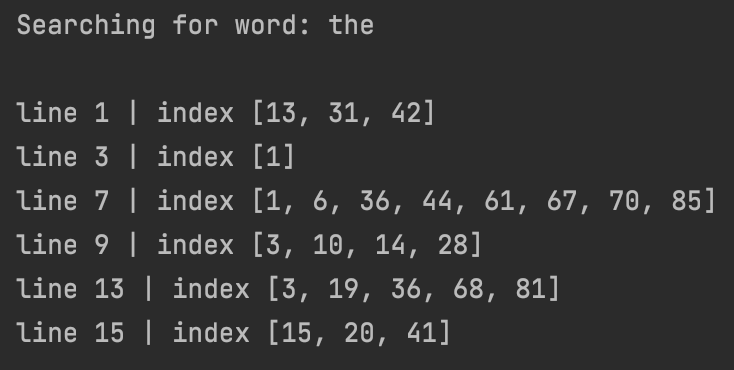 Searching for word: the
line 1 | index [13, 31, 42]
line 3 | index [1]
line 7 | index [1, 6, 36, 44, 61, 67, 70, 85]
line 9 | index [3, 10, 14, 28]
line 13 | index [3, 19, 36, 68, 81]
line 15 | index [15, 20, 41]